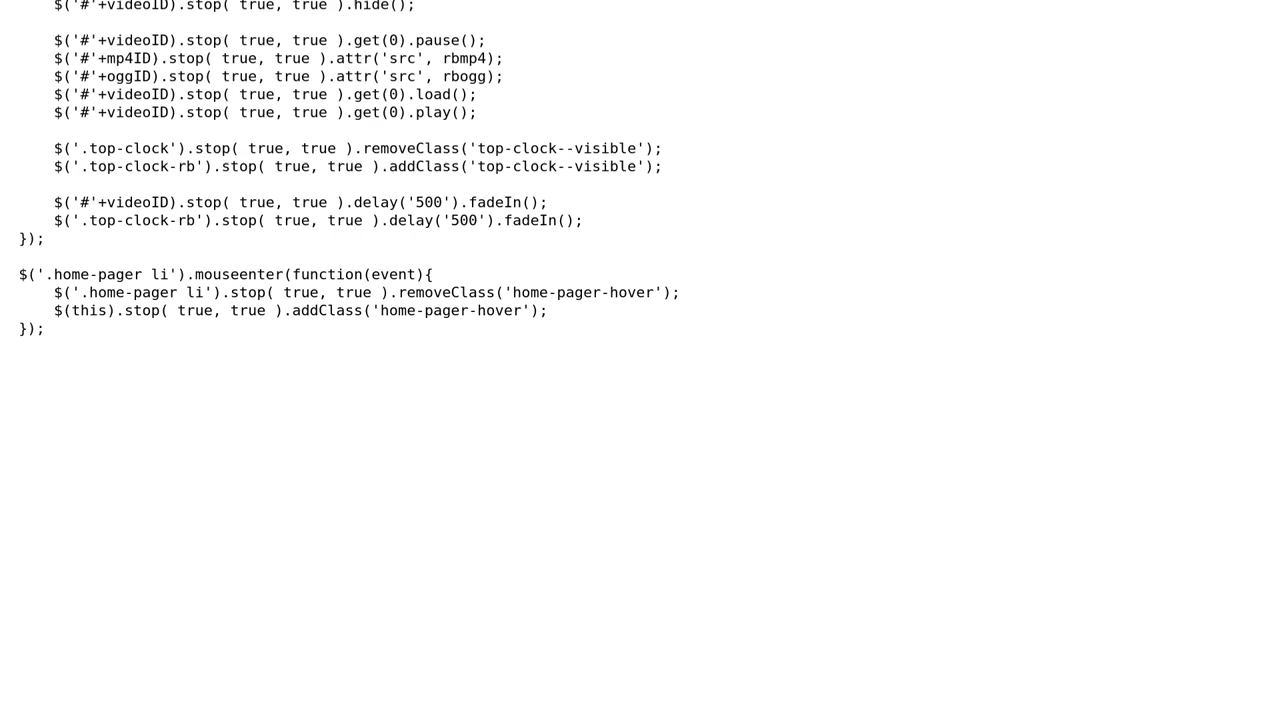 $('#'+videoID).stop( true, true ).hide();
$('#'+videoID).stop( true, true ).get(0).pause();
$('#'+mp4ID).stop( true, true ).attr('src', rbmp4);
$('#'+oggID).stop( true, true ).attr('src', rbogg);
$('#'+videoID).stop( true, true ).get(0).load();
$('#'+videoID).stop( true, true ).get(0).play();
$('.top-clock').stop( true, true ).removeClass('top-clock--visible');
$('.top-clock-rb').stop( true, true ).addClass('top-clock--visible');
$('#'+videoID).stop( true, true ).delay('500').fadeIn();
$('.top-clock-rb').stop( true, true ).delay('500').fadeIn();
});
$('.home-pager li').mouseenter(function(event){
$('.home-pager li').stop( true, true ).removeClass('home-pager-hover');
$(this).stop( true, true ).addClass('home-pager-hover');
});